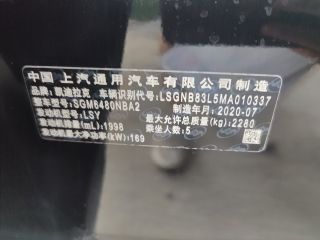 中国 上汽通用汽车有限公司制造
品牌：凯迪拉克 车辆识别代号：LSGNB83L5MA010337
整车型号：SGM6480NBA2 制造年月：2020-07
发动机型号：LSY 最大允许总质量(kg)：2280
发动机排量(mL)：1998 乘坐人数：5
发动机最大净功率(kW)：169